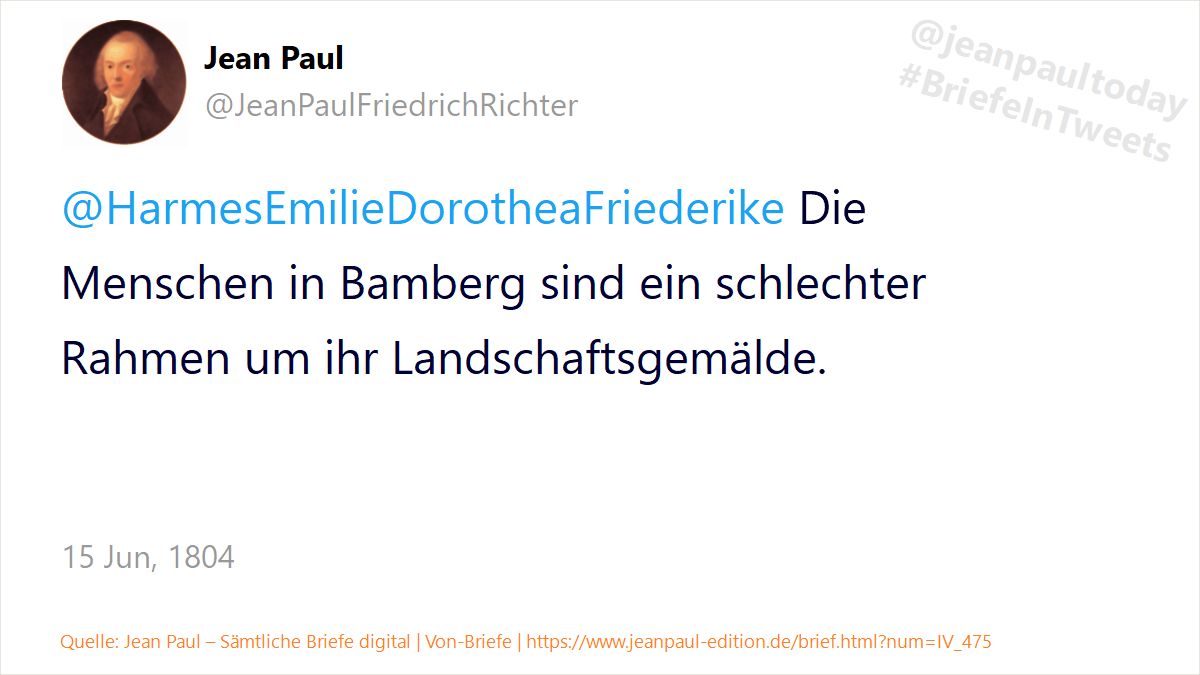 Jean Paul
@JeanPaulFriedrichRichter
@jeanpaultoday
#BriefeInTweets
@HarmesEmilieDorotheaFriederike Die
Menschen in Bamberg sind ein schlechter
Rahmen um ihr Landschaftsgemälde.
15 Jun, 1804
Quelle: Jean Paul – Sämtliche Briefe digital | Von-Briefe | https://www.jeanpaul-edition.de/brief.html?num=IV_475